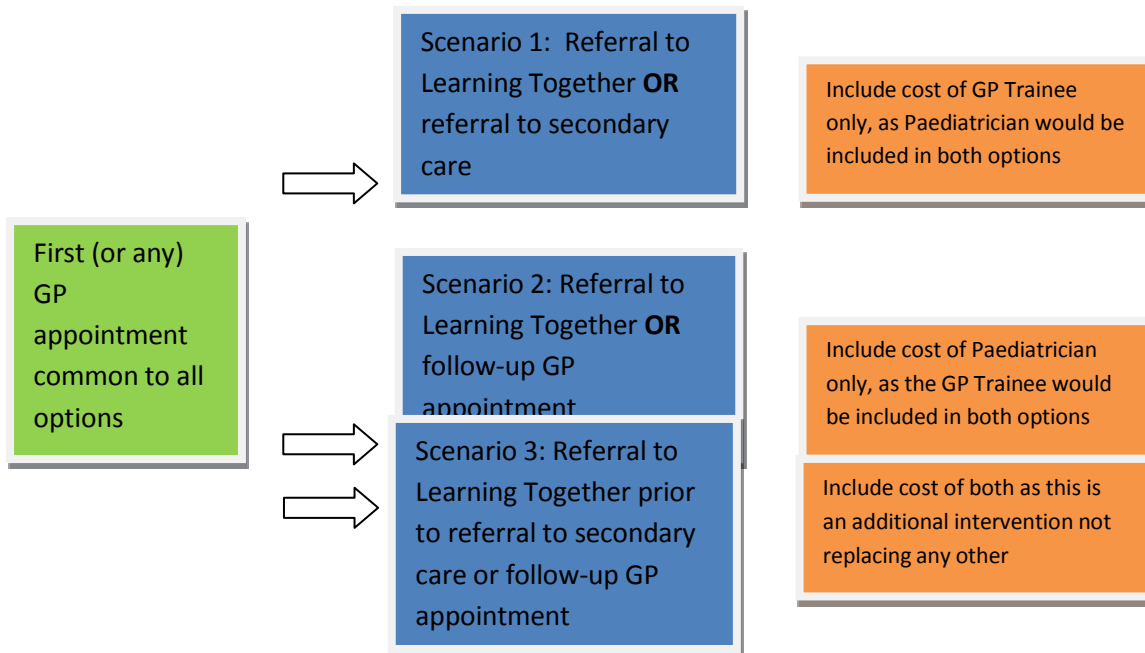 First (or any)
GP
appointment
common to all
options
Scenario 1: Referral to
Learning Together OR
referral to secondary
care
Include cost of GP Trainee
only, as Paediatrician would be
included in both options
Scenario 2: Referral to
Learning Together OR
follow-up GP
appointment
Include cost of Paediatrician
only, as the GP Trainee would
be included in both options
Scenario 3: Referral to
Learning Together prior
to referral to secondary
care or follow-up GP
appointment
Include cost of both as this is
an additional intervention not
replacing any other